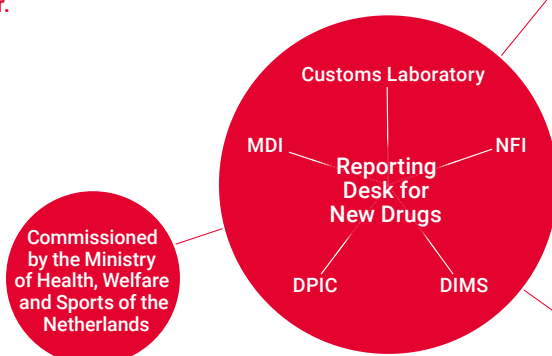 r.
Customs Laboratory
MDI
NFI
Reporting
Desk for
New Drugs
DPIC
DIMS
Commissioned
by the Ministry
of Health, Welfare
and Sports of the
Netherlands